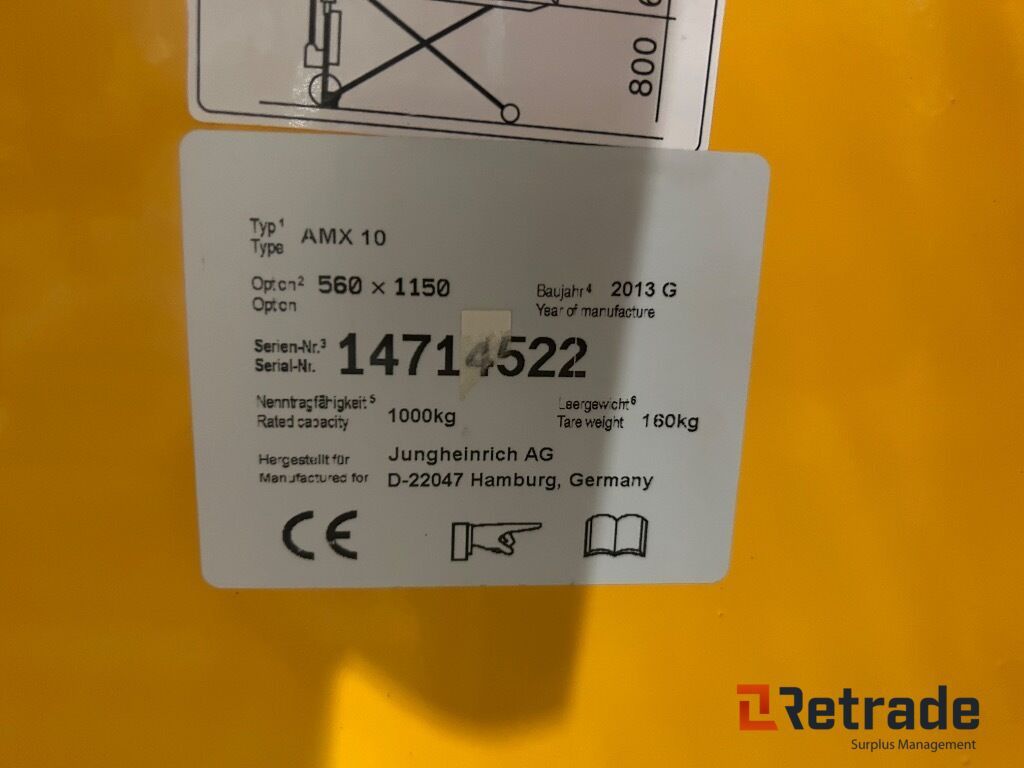 800
Typ¹
Type AMX 10
Option² 560 x 1150
Option
Baujahr⁴ 2013 G
Year of manufacture
Serien-Nr.³
Serial-Nr. 14714522
Nenntragfähigkeit⁵
Rated capacity 1000kg
Leergewicht⁶
Tare weight 160kg
Hergestellt für
Manufactured for
Jungheinrich AG
D-22047 Hamburg, Germany
CE
Retrade
Surplus Management